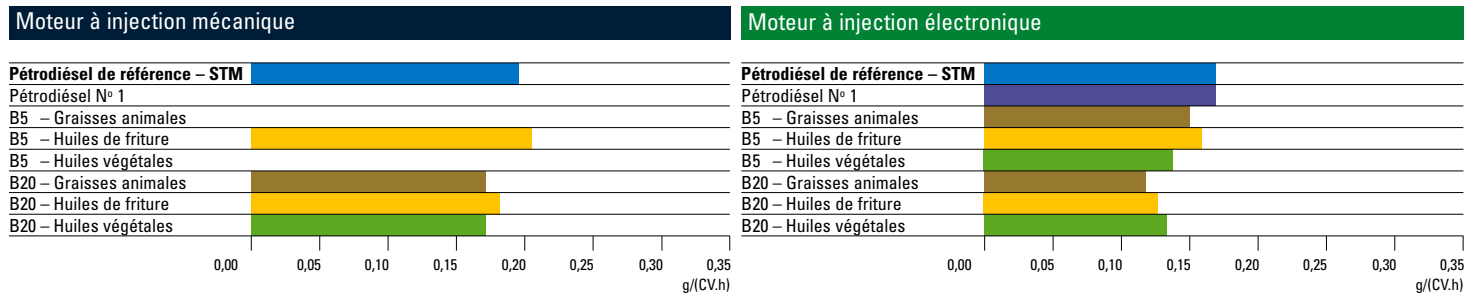 Moteur à injection mécanique
Pétrodiésel de référence – STM
Pétrodiésel Nº 1
B5 – Graisses animales
B5 – Huiles de friture
B5 – Huiles végétales
B20 – Graisses animales
B20 – Huiles de friture
B20 – Huiles végétales
0,00 0,05 0,10 0,15 0,20 0,25 0,30 0,35
g/(CV.h)
Moteur à injection électronique
Pétrodiésel de référence – STM
Pétrodiésel Nº 1
B5 – Graisses animales
B5 – Huiles de friture
B5 – Huiles végétales
B20 – Graisses animales
B20 – Huiles de friture
B20 – Huiles végétales
0,00 0,05 0,10 0,15 0,20 0,25 0,30 0,35
g/(CV.h)